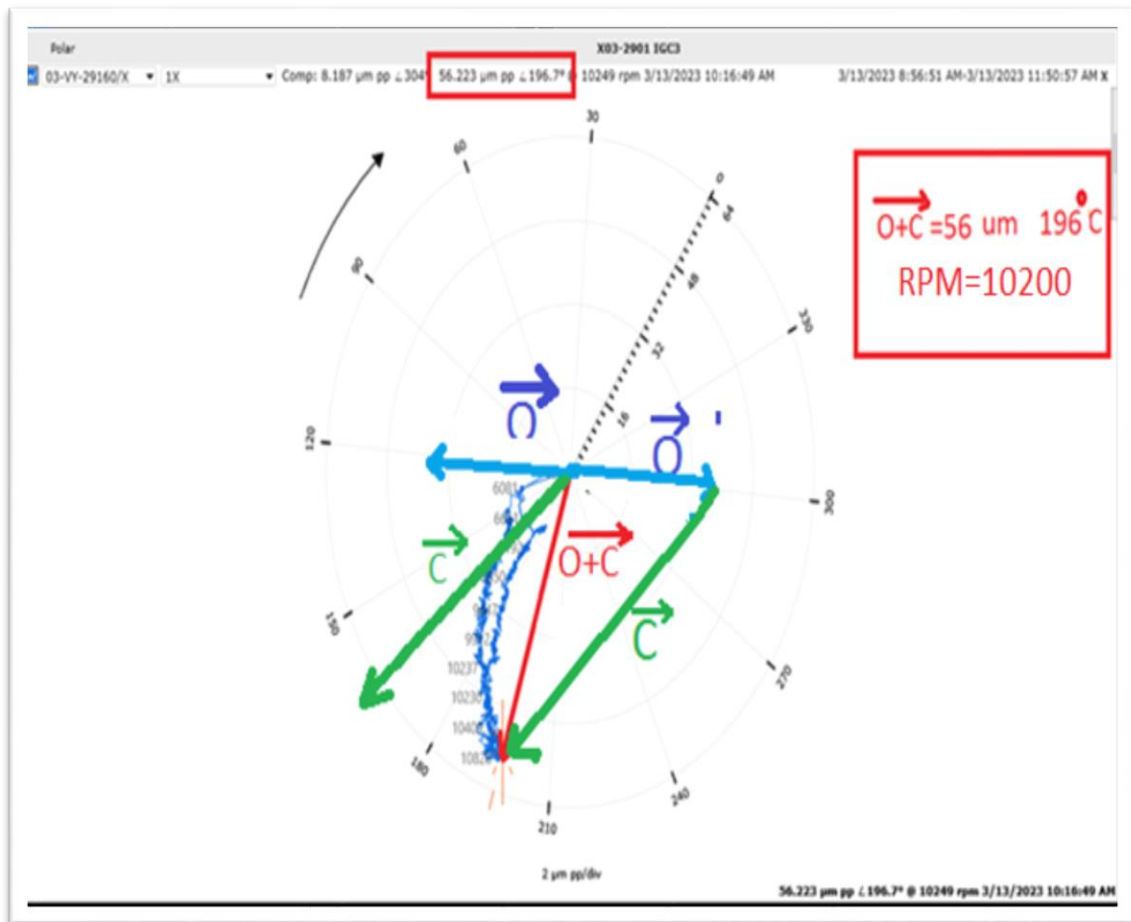 Polar X03-2901 IGC3
03-VY-29160/X 1X Comp: 8.187 µm pp ∠304° 56.223 µm pp ∠196.7° @ 10249 rpm 3/13/2023 10:16:49 AM 3/13/2023 8:56:51 AM-3/13/2023 11:50:57 AM X
30
60
0
64
90
48
O+C =56 um 196°C
RPM=10200
330
32
O
O '
16
120
6081
300
C
O+C
C
150
10237
270
10230
180
240
210
2 µm pp/div
56.223 µm pp ∠196.7° @ 10249 rpm 3/13/2023 10:16:49 AM